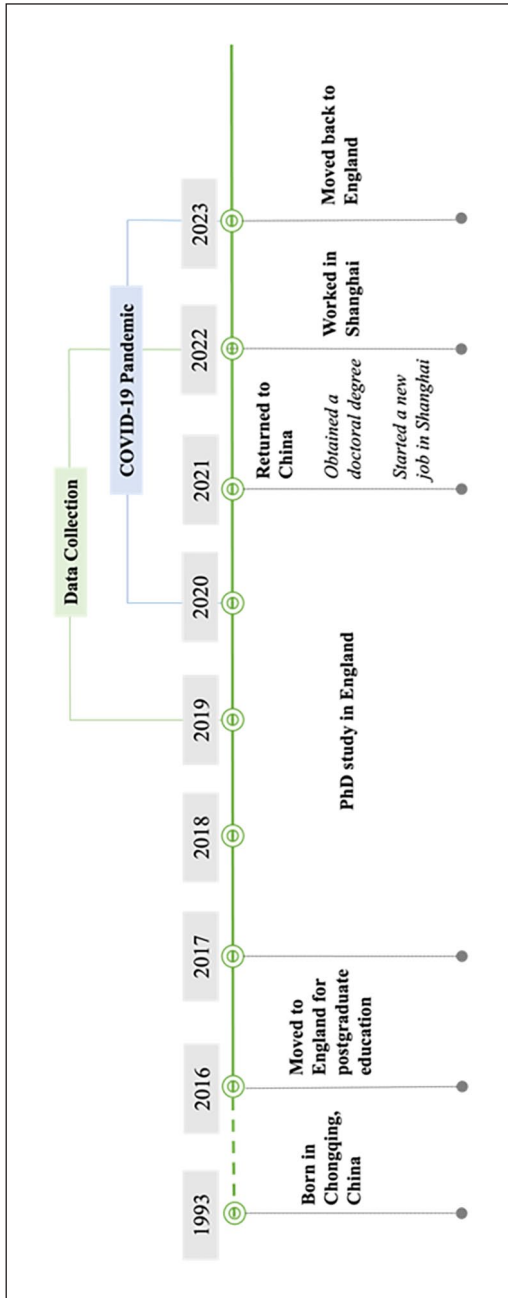 Data Collection
COVID-19 Pandemic
1993
2016
2017
2018
2019
2020
2021
2022
2023
Born in
Chongqing,
China
Moved to
England for
postgraduate
education
PhD study in England
Returned to
China
Obtained a
doctoral degree
Started a new
job in Shanghai
Worked in
Shanghai
Moved back to
England